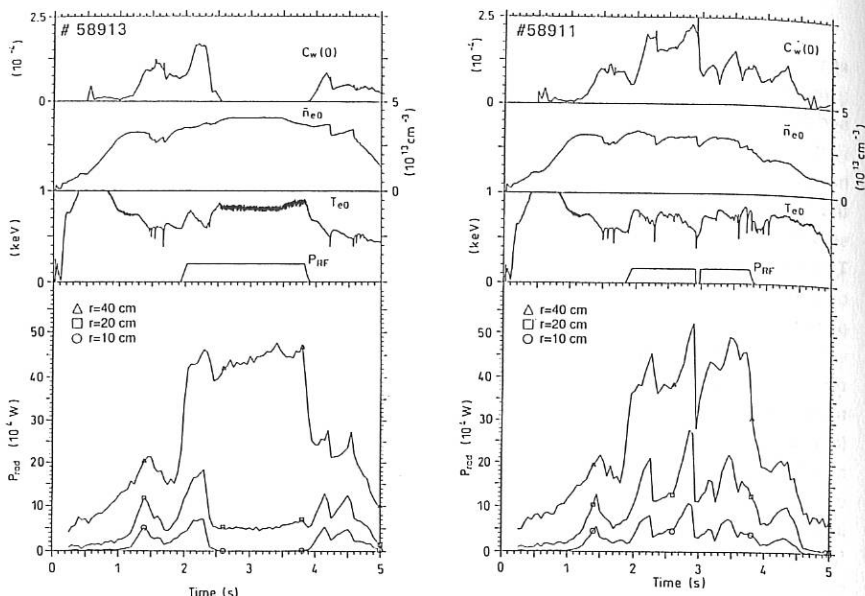 # 58913
C_w(0)
2.5
(10⁻⁴)
0
5
n̄_e0
(10¹³cm⁻³)
0
1
T_e0
(keV)
0
P_RF
△ r=40 cm
□ r=20 cm
○ r=10 cm
50
40
30
20
10
0
P_rad (10⁴ W)
0 1 2 3 4 5
Time (s)
#58911
C_w(0)
2.5
(10⁻⁴)
0
5
n̄_e0
(10¹³cm⁻³)
0
1
T_e0
(keV)
0
P_RF
△ r=40 cm
□ r=20 cm
○ r=10 cm
50
40
30
20
10
0
P_rad (10⁴ W)
0 1 2 3 4 5
Time (s)